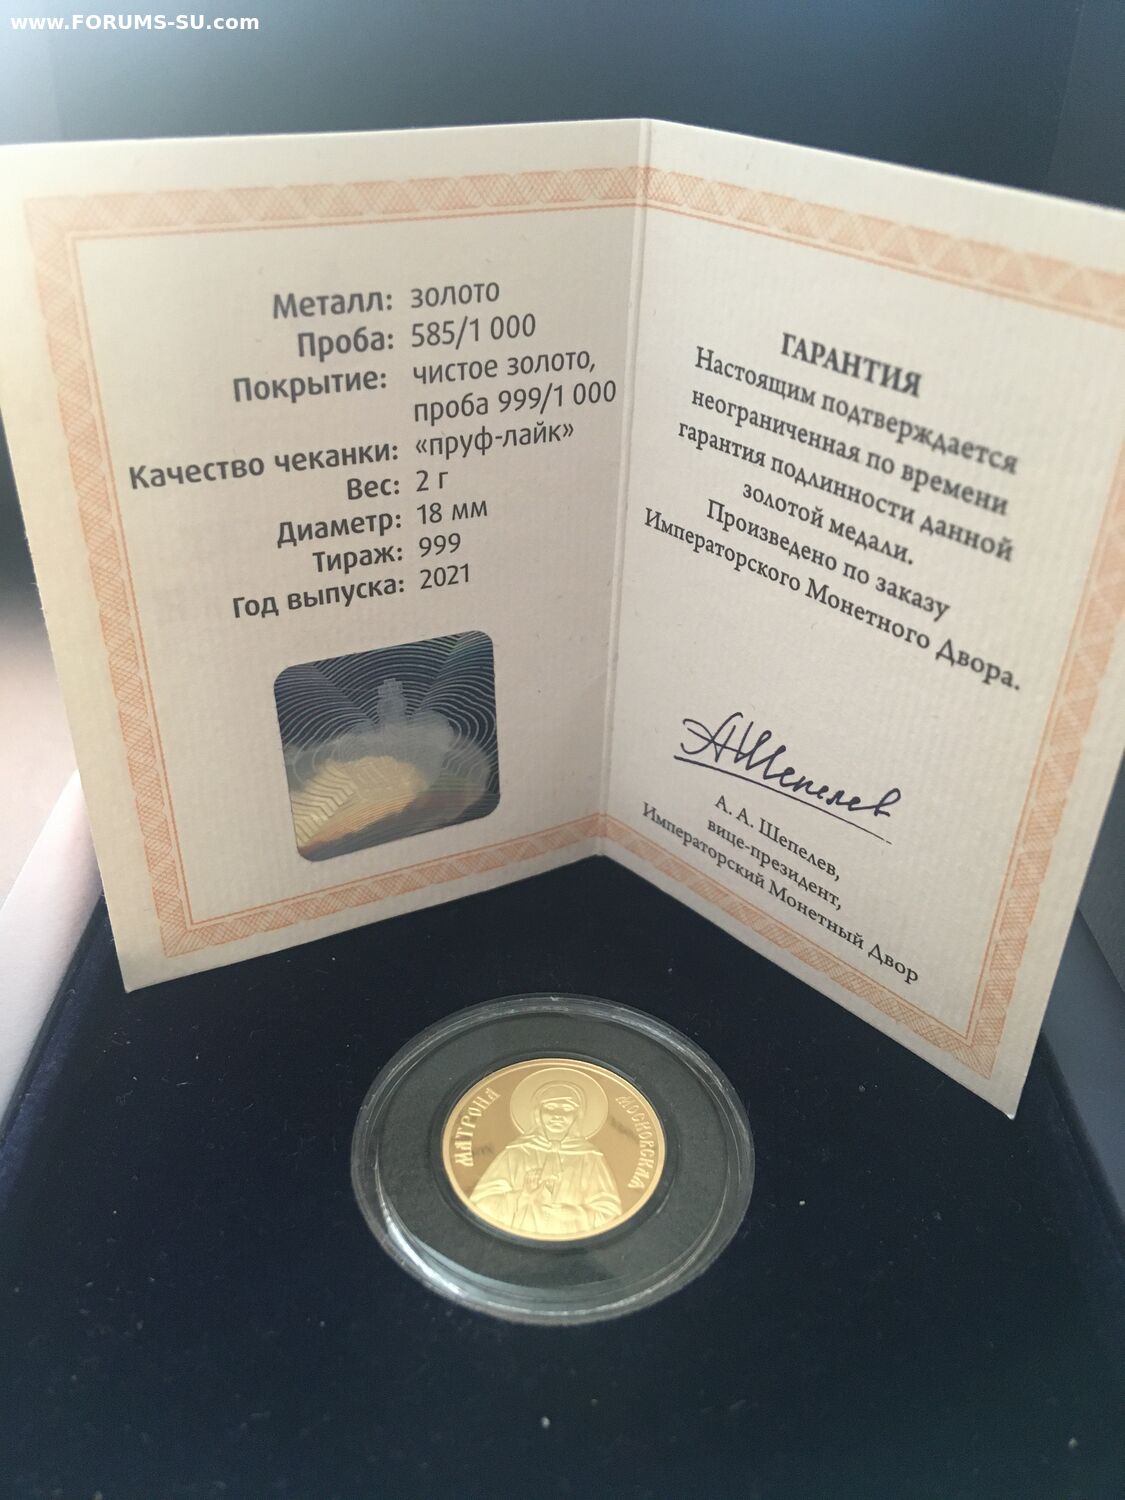 www.FORUMS-SU.com
Металл: золото
Проба: 585/1 000
Покрытие: чистое золото,
проба 999/1 000
Качество чеканки: «пруф-лайк»
Вес: 2 г
Диаметр: 18 мм
Тираж: 999
Год выпуска: 2021
ГАРАНТИЯ
Настоящим подтверждается
неограниченная по времени
гарантия подлинности данной
золотой медали.
Произведено по заказу
Императорского Монетного Двора.
АШепелев
А. А. Шепелев,
вице-президент,
Императорский Монетный Двор
МАТРОНА
МОСКОВСКАЯ